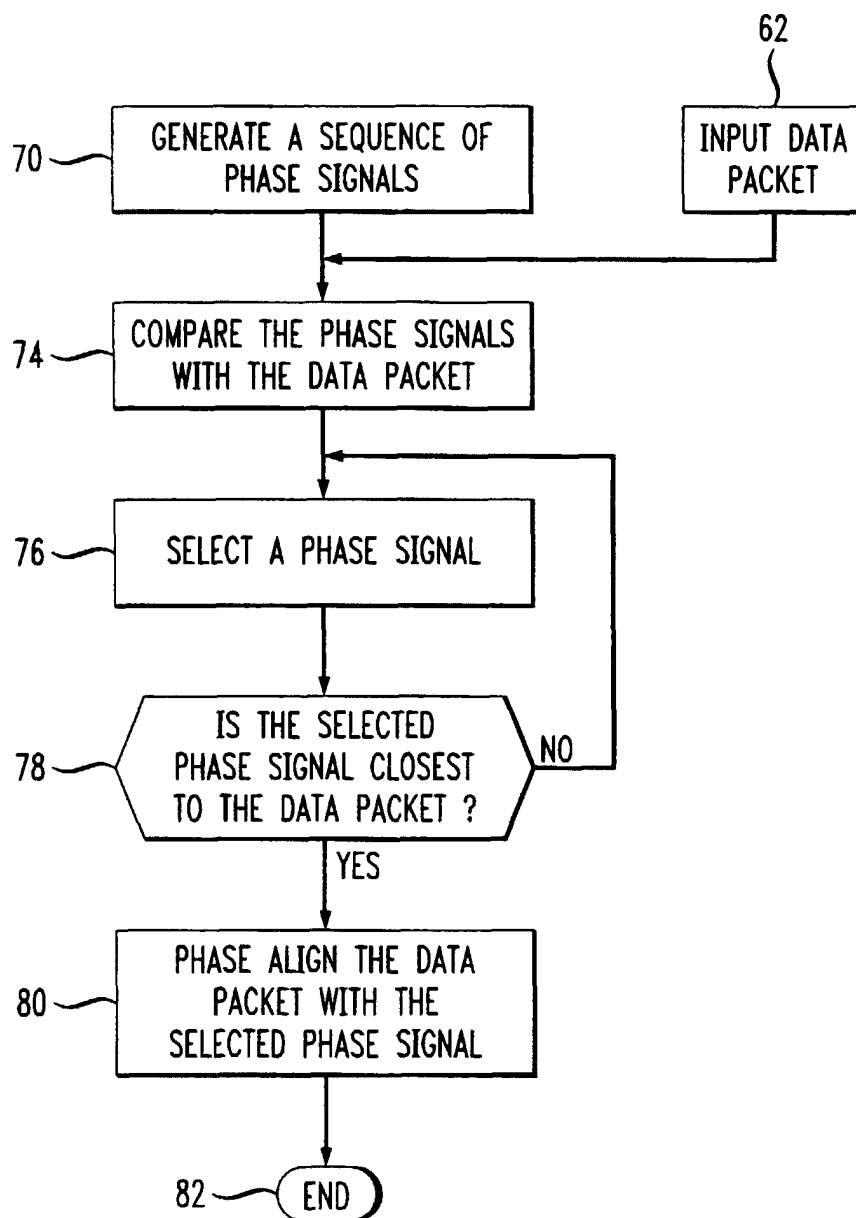 62
70
GENERATE A SEQUENCE OF
PHASE SIGNALS
INPUT DATA
PACKET
74
COMPARE THE PHASE SIGNALS
WITH THE DATA PACKET
76
SELECT A PHASE SIGNAL
78
IS THE SELECTED
PHASE SIGNAL CLOSEST
TO THE DATA PACKET ?
NO
YES
80
PHASE ALIGN THE DATA
PACKET WITH THE
SELECTED PHASE SIGNAL
82
END